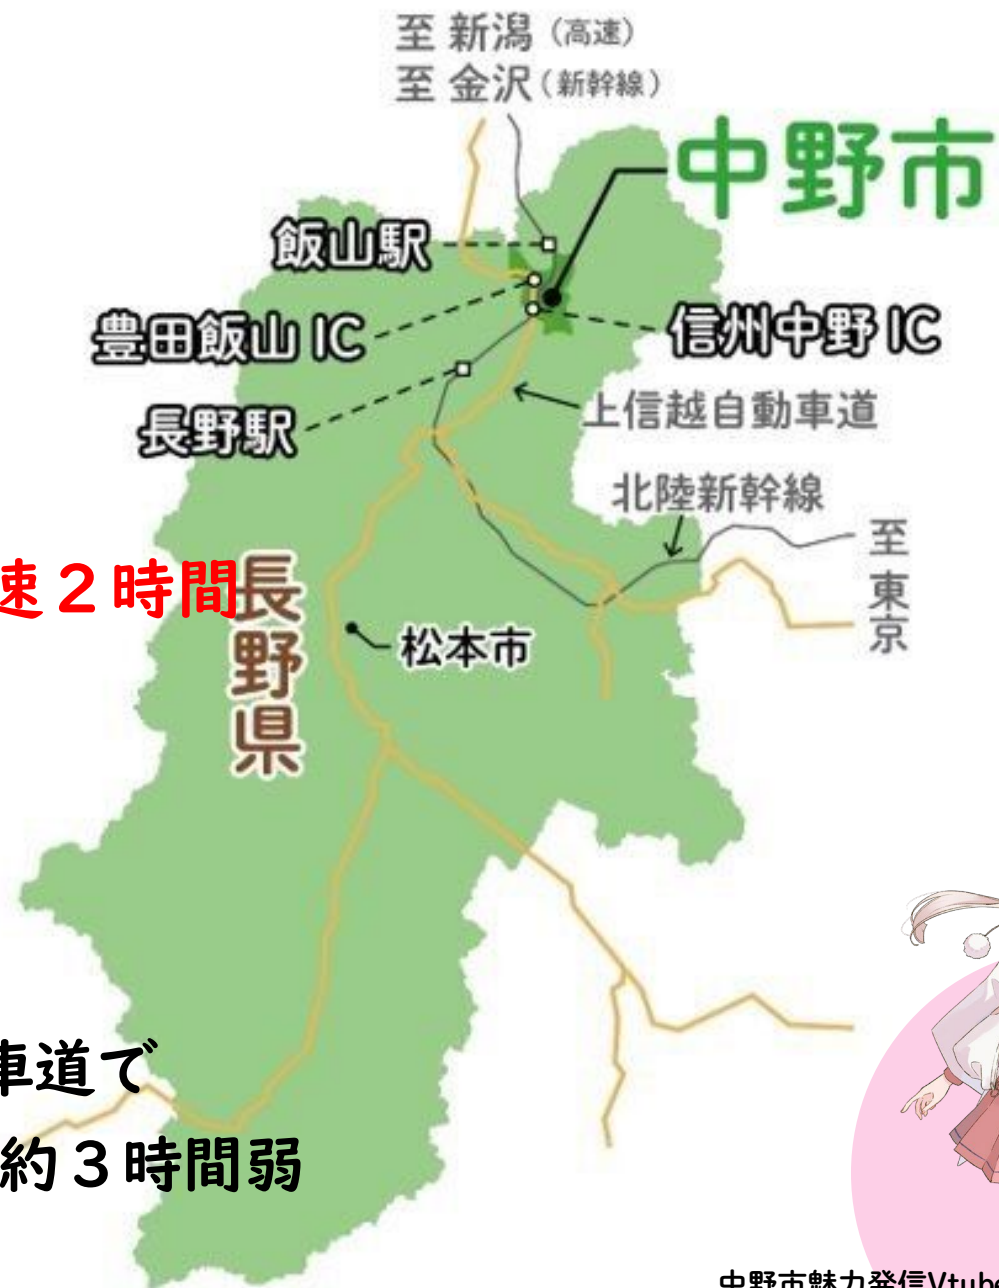 至 新潟（高速）
至 金沢（新幹線）
中野市
飯山駅
豊田飯山 IC
信州中野 IC
長野駅
上信越自動車道
北陸新幹線
至東京
速２時間
長野県
松本市
車道で
約３時間弱
中野市魅力発信Vtube